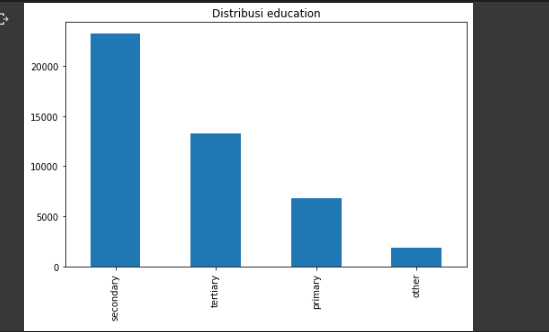 Distribusi education
20000
15000
10000
5000
0
secondary
tertiary
primary
other